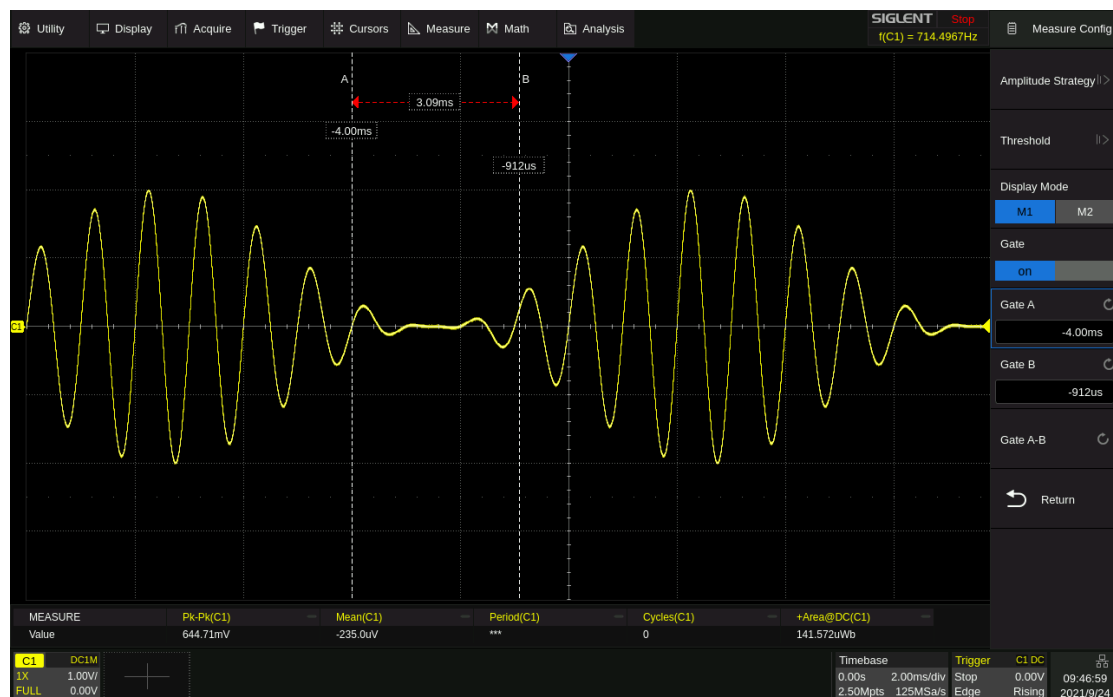 Utility Display Acquire Trigger Cursors Measure Math Analysis
SIGLENT Stop
f(C1) = 714.4967Hz
Measure Config
A B
3.09ms
-4.00ms
-912us
C1
Amplitude Strategy
Threshold
Display Mode
M1 M2
Gate
on
Gate A
-4.00ms
Gate B
-912us
Gate A-B
Return
MEASURE Pk-Pk(C1) Mean(C1) Period(C1) Cycles(C1) +Area@DC(C1)
Value 644.71mV -235.0uV *** 0 141.572uWb
C1 DC1M
1X 1.00V/
FULL 0.00V
Timebase
0.00s 2.00ms/div
2.50Mpts 125MSa/s
Trigger C1 DC
Stop 0.00V
Edge Rising
09:46:59
2021/9/24